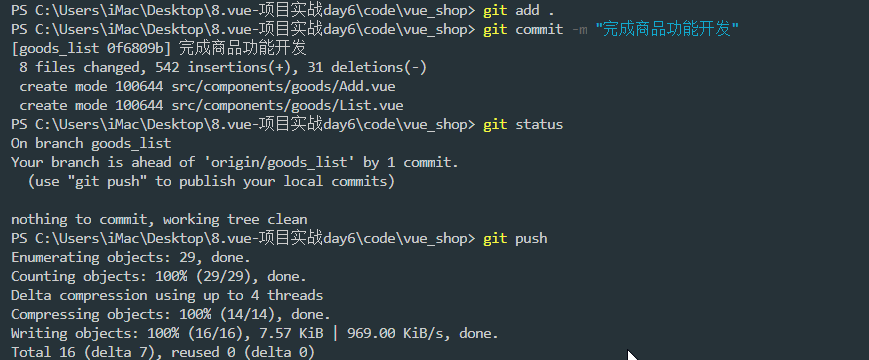 PS C:\Users\iMac\Desktop\8.vue-项目实战day6\code\vue_shop> git add .
PS C:\Users\iMac\Desktop\8.vue-项目实战day6\code\vue_shop> git commit -m "完成商品功能开发"
[goods_list 0f6809b] 完成商品功能开发
 8 files changed, 542 insertions(+), 31 deletions(-)
 create mode 100644 src/components/goods/Add.vue
 create mode 100644 src/components/goods/List.vue
PS C:\Users\iMac\Desktop\8.vue-项目实战day6\code\vue_shop> git status
On branch goods_list
Your branch is ahead of 'origin/goods_list' by 1 commit.
  (use "git push" to publish your local commits)

nothing to commit, working tree clean
PS C:\Users\iMac\Desktop\8.vue-项目实战day6\code\vue_shop> git push
Enumerating objects: 29, done.
Counting objects: 100% (29/29), done.
Delta compression using up to 4 threads
Compressing objects: 100% (14/14), done.
Writing objects: 100% (16/16), 7.57 KiB | 969.00 KiB/s, done.
Total 16 (delta 7), reused 0 (delta 0)